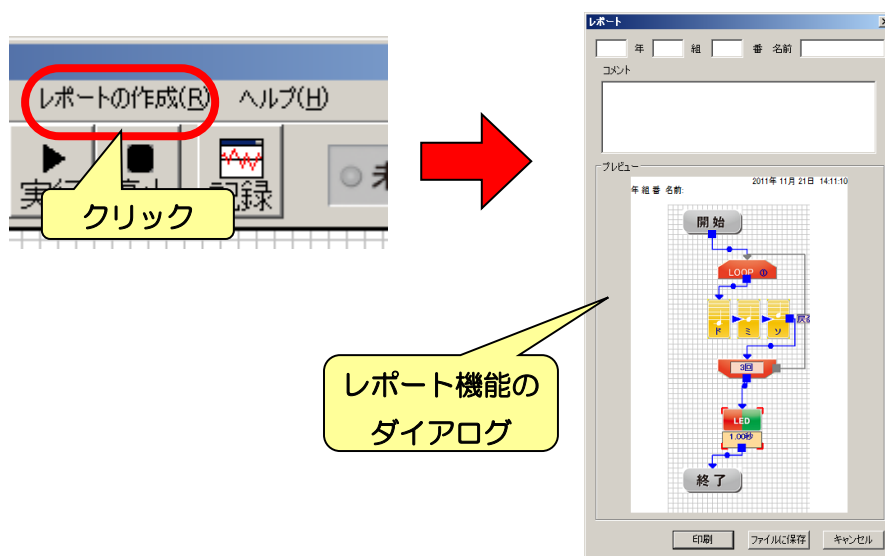 レポートの作成(R) ヘルプ(H)
実行
記録
クリック
レポート
年 組 番 名前
コメント
プレビュー
2011年 11月 21日 14:11:10
年 組 番 名前:
開始
LOOP ①
ド ミ ソ
3回
LED
1.00秒
終了
レポート機能の
ダイアログ
印刷 ファイルに保存 キャンセル